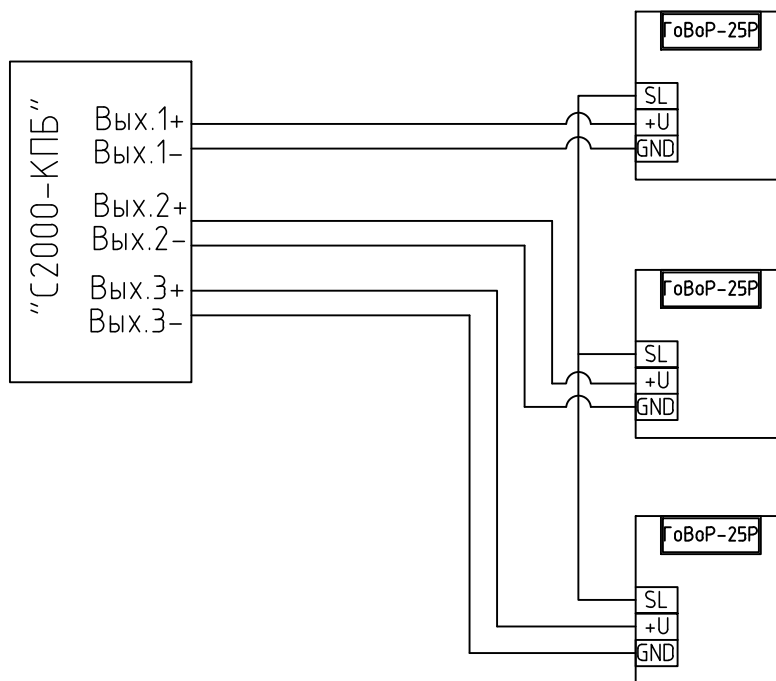 "С2000-КПБ"
Вых.1+
Вых.1-
Вых.2+
Вых.2-
Вых.3+
Вых.3-
ГоВоР-25Р
SL
+U
GND
ГоВоР-25Р
SL
+U
GND
ГоВоР-25Р
SL
+U
GND